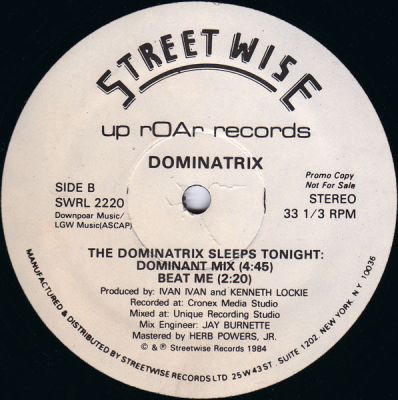 STREETWISE
up rOAr records
DOMINATRIX
SIDE B
SWRL 2220
Downpoar Music/
LGW Music(ASCAP)
Promo Copy
Not For Sale
STEREO
33 1/3 RPM
THE DOMINATRIX SLEEPS TONIGHT:
DOMINANT MIX (4:45)
BEAT ME (2:20)
Produced by: IVAN IVAN and KENNETH LOCKIE
Recorded at: Cronex Media Studio
Mixed at: Unique Recording Studio
Mix Engineer: JAY BURNETTE
Mastered by HERB POWERS, JR.
© & ℗ Streetwise Records 1984
MANUFACTURED & DISTRIBUTED BY STREETWISE RECORDS LTD 25 W 43 ST. SUITE 1202. NEW YORK. N.Y. 10036